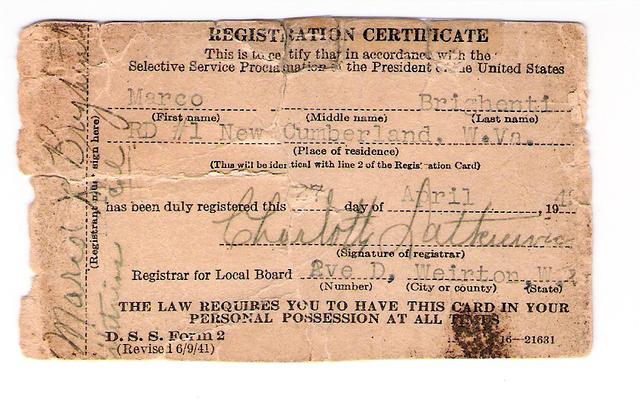 REGISTRATION CERTIFICATE
This is to certify that in accordance with the
Selective Service Proclamation of the President of the United States
Marco Brighenti
(First name) (Middle name) (Last name)
RD #1 New Cumberland, W.Va.
(Place of residence)
(This will be identical with line 2 of the Registration Card)
has been duly registered this 27 day of April , 19 4
(Signature of registrar)
Registrar for Local Board Ave D, Weirton, W.
(Number) (City or county) (State)
THE LAW REQUIRES YOU TO HAVE THIS CARD IN YOUR
PERSONAL POSSESSION AT ALL TIMES
D. S. S. Form 2
(Revised 6/9/41) 16—21631
(Registrant must sign here)